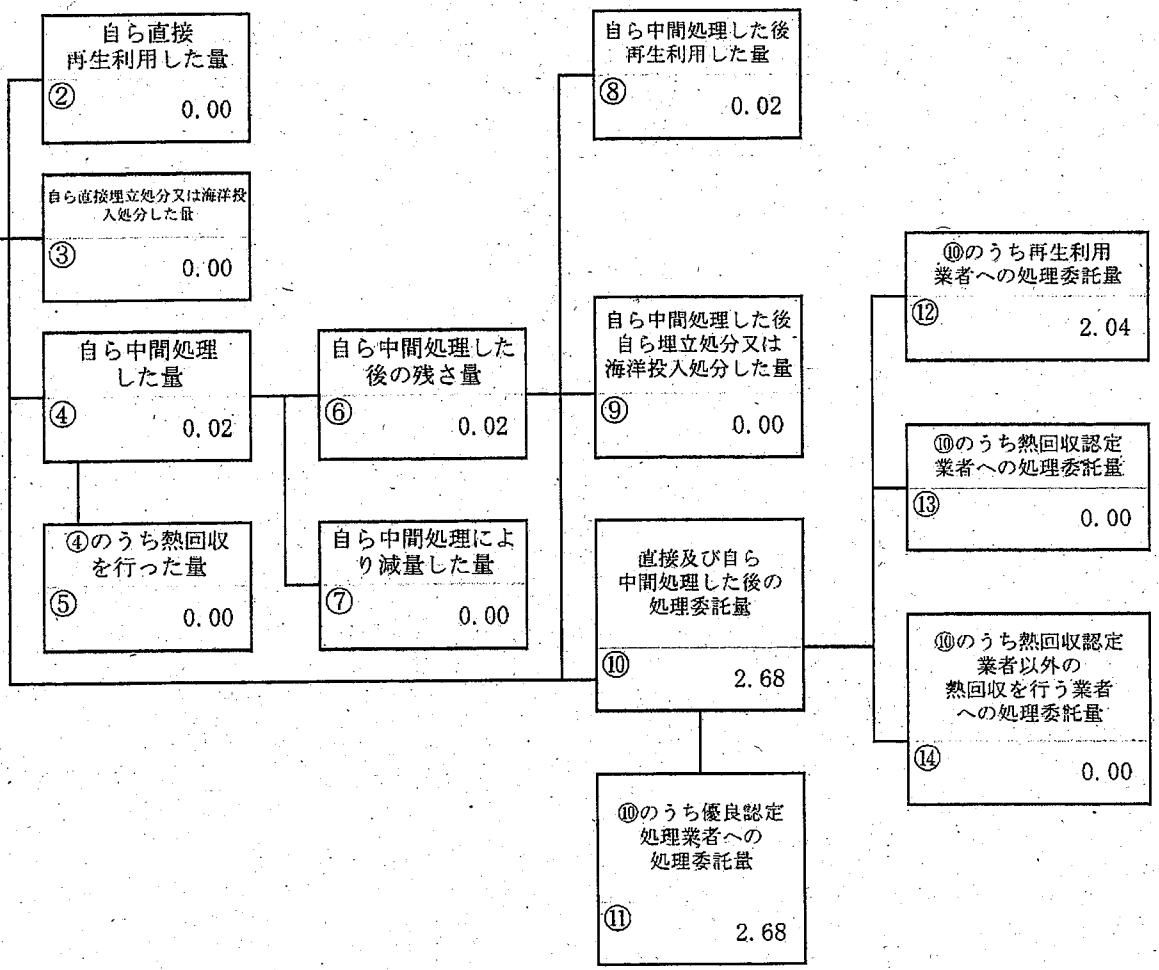 自ら直接
再生利用した量
②
0.00
自ら直接埋立処分又は海洋投
入処分した量
③
0.00
自ら中間処理
した量
④
0.02
④のうち熱回収
を行った量
⑤
0.00
自ら中間処理した
後の残さ量
⑥
0.02
自ら中間処理によ
り減量した量
⑦
0.00
自ら中間処理した後
再生利用した量
⑧
0.02
自ら中間処理した後
自ら埋立処分又は
海洋投入処分した量
⑨
0.00
直接及び自ら
中間処理した後の
処理委託量
⑩
2.68
⑩のうち優良認定
処理業者への
処理委託量
⑪
2.68
⑩のうち再生利用
業者への処理委託量
⑫
2.04
⑩のうち熱回収認定
業者への処理委託量
⑬
0.00
⑩のうち熱回収認定
業者以外の
熱回収を行う業者
への処理委託量
⑭
0.00